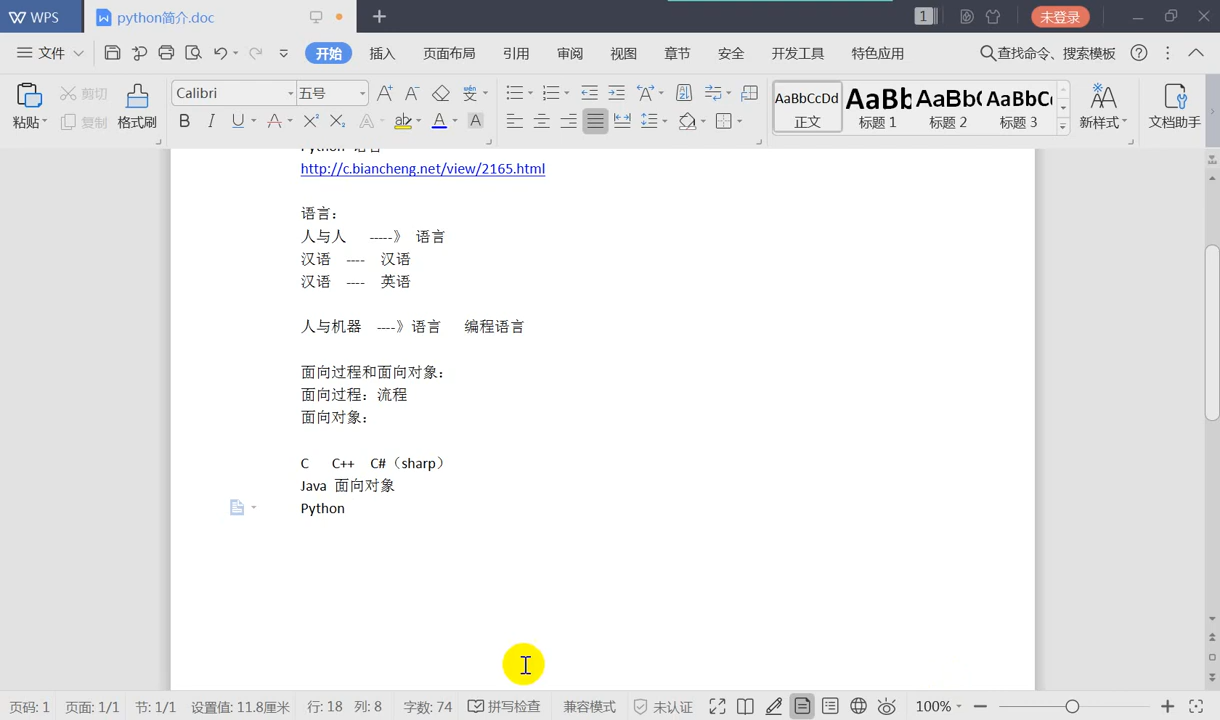 WPS python简介.doc 1 未登录
文件 开始 插入 页面布局 引用 审阅 视图 章节 安全 开发工具 特色应用 查找命令、搜索模板
粘贴 剪切 复制 格式刷 Calibri 五号 AaBbCcDd 正文 AaBb 标题 1 AaBb( 标题 2 AaBbC 标题 3 新样式 文档助手
B I U A X² X₂ A A A
Python 语言
http://c.biancheng.net/view/2165.html
语言:
人与人 -----》 语言
汉语 ---- 汉语
汉语 ---- 英语
人与机器 ----》语言 编程语言
面向过程和面向对象:
面向过程: 流程
面向对象:
C C++ C#（sharp）
Java 面向对象
Python
页码: 1 页面: 1/1 节: 1/1 设置值: 11.8厘米 行: 18 列: 8 字数: 74 拼写检查 兼容模式 未认证 100%